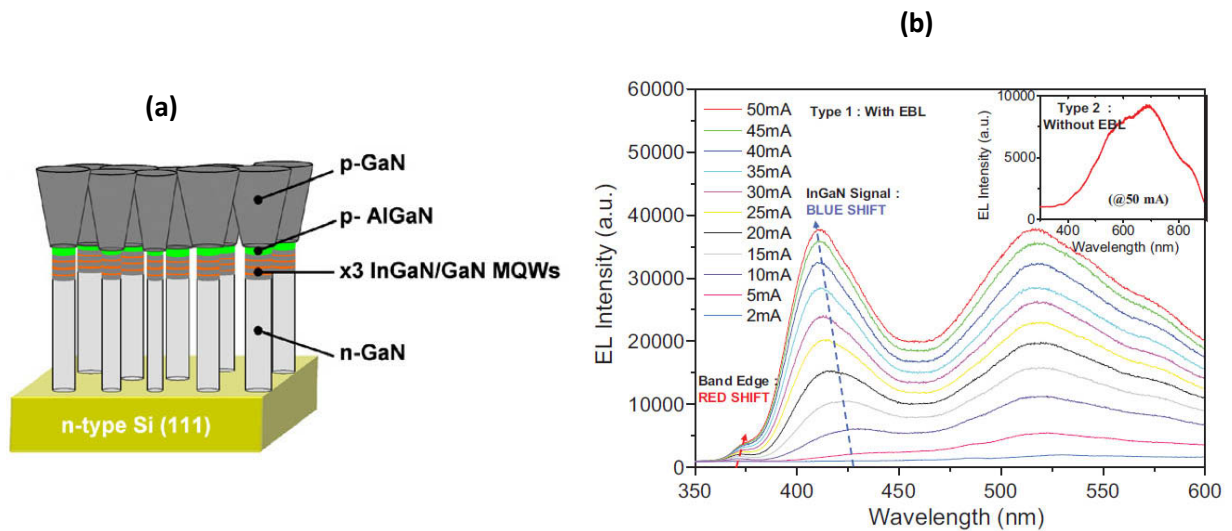 (a)
p-GaN
p- AlGaN
x3 InGaN/GaN MQWs
n-GaN
n-type Si (111)
(b)
EL Intensity (a.u.)
60000
50000
40000
30000
20000
10000
0
350
400
450
500
550
600
Wavelength (nm)
50mA
45mA
40mA
35mA
30mA
25mA
20mA
15mA
10mA
5mA
2mA
Type 1 : With EBL
InGaN Signal :
BLUE SHIFT
Band Edge :
RED SHIFT
EL Intensity (a.u.)
10000
5000
0
Type 2 :
Without EBL
(@50 mA)
400
600
800
Wavelength (nm)